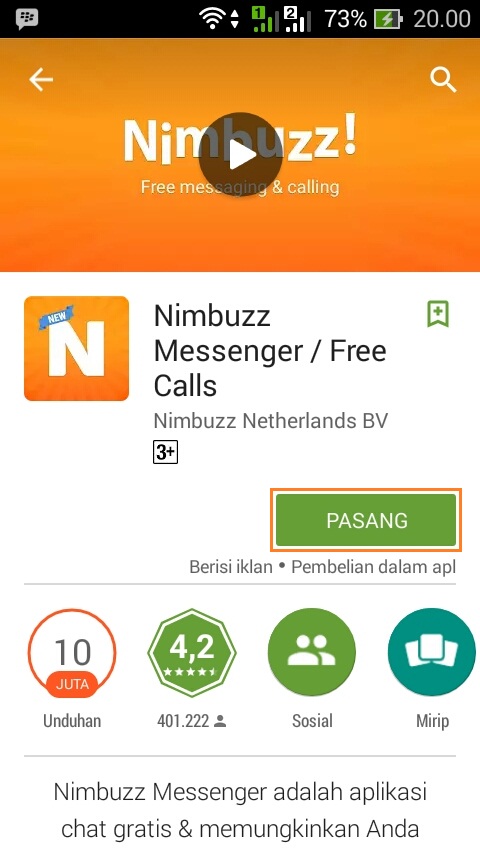 1 2 73% 20.00
Nimbuzz!
Free messaging & calling
NEW
N
Nimbuzz
Messenger / Free
Calls
Nimbuzz Netherlands BV
3+
PASANG
Berisi iklan • Pembelian dalam apl
10
JUTA
4,2
Unduhan
401.222
Sosial
Mirip
Nimbuzz Messenger adalah aplikasi
chat gratis & memungkinkan Anda